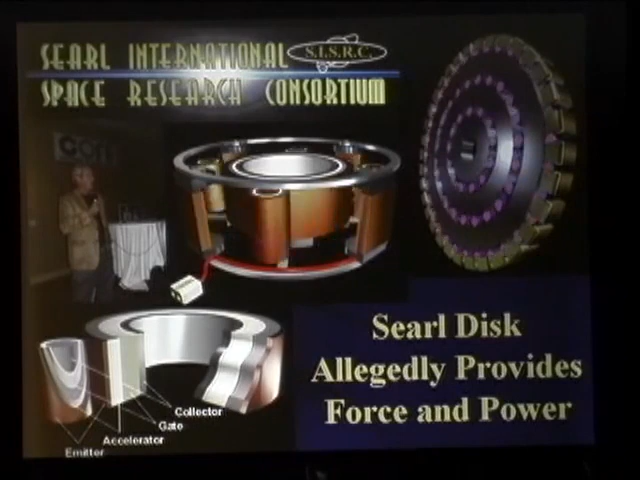 SEARL INTERNATIONAL
S.I.S.R.C.
SPACE RESEARCH CONSORTIUM
Searl Disk
Allegedly Provides
Force and Power
Collector
Gate
Accelerator
Emitter